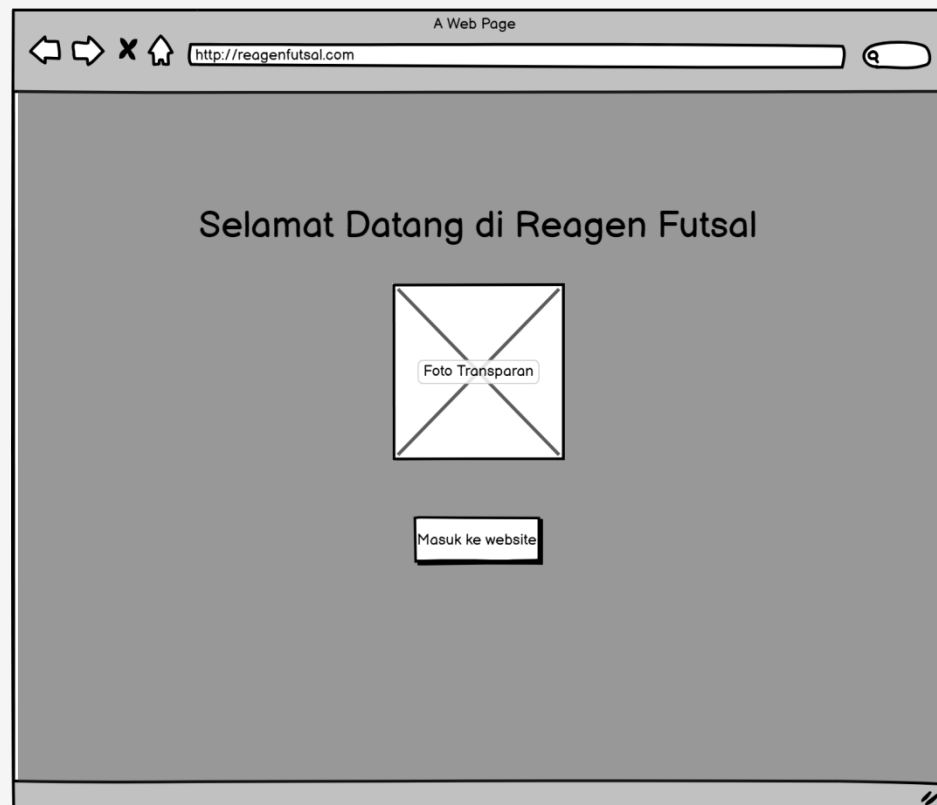 A Web Page
http://reagenfutsal.com
Selamat Datang di Reagen Futsal
Foto Transparan
Masuk ke website